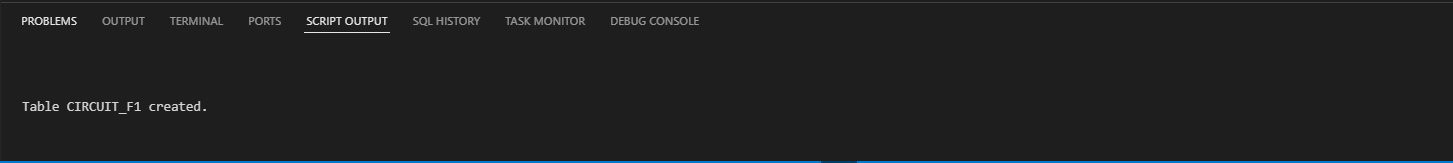 PROBLEMS OUTPUT TERMINAL PORTS SCRIPT OUTPUT SQL HISTORY TASK MONITOR DEBUG CONSOLE
Table CIRCUIT_F1 created.